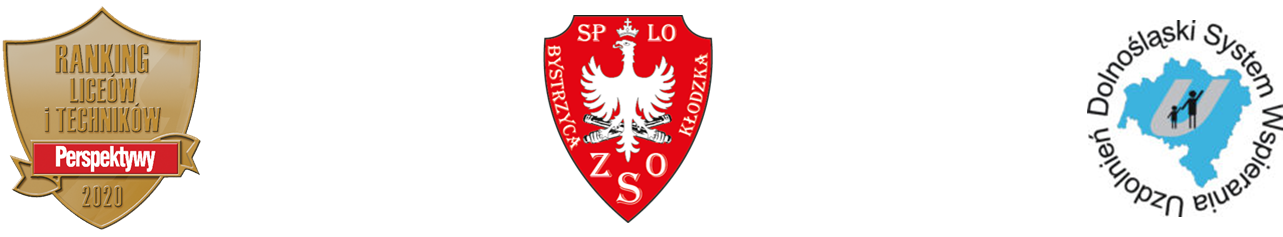 RANKING
LICEÓW
i TECHNIKÓW
Perspektywy
2020
SP LO
BYSTRZYCA
KŁODZKA
Z S O
Dolnośląski System Wspierania Uzdolnień
U